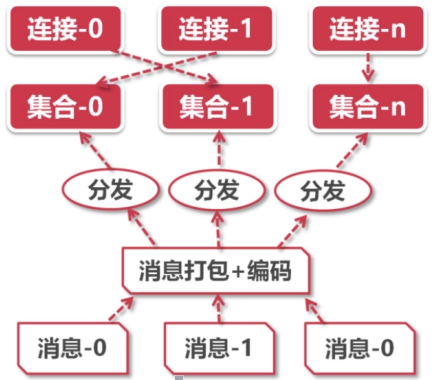 连接-0 连接-1 连接-n
集合-0 集合-1 集合-n
分发 分发 分发
消息打包+编码
消息-0 消息-1 消息-0